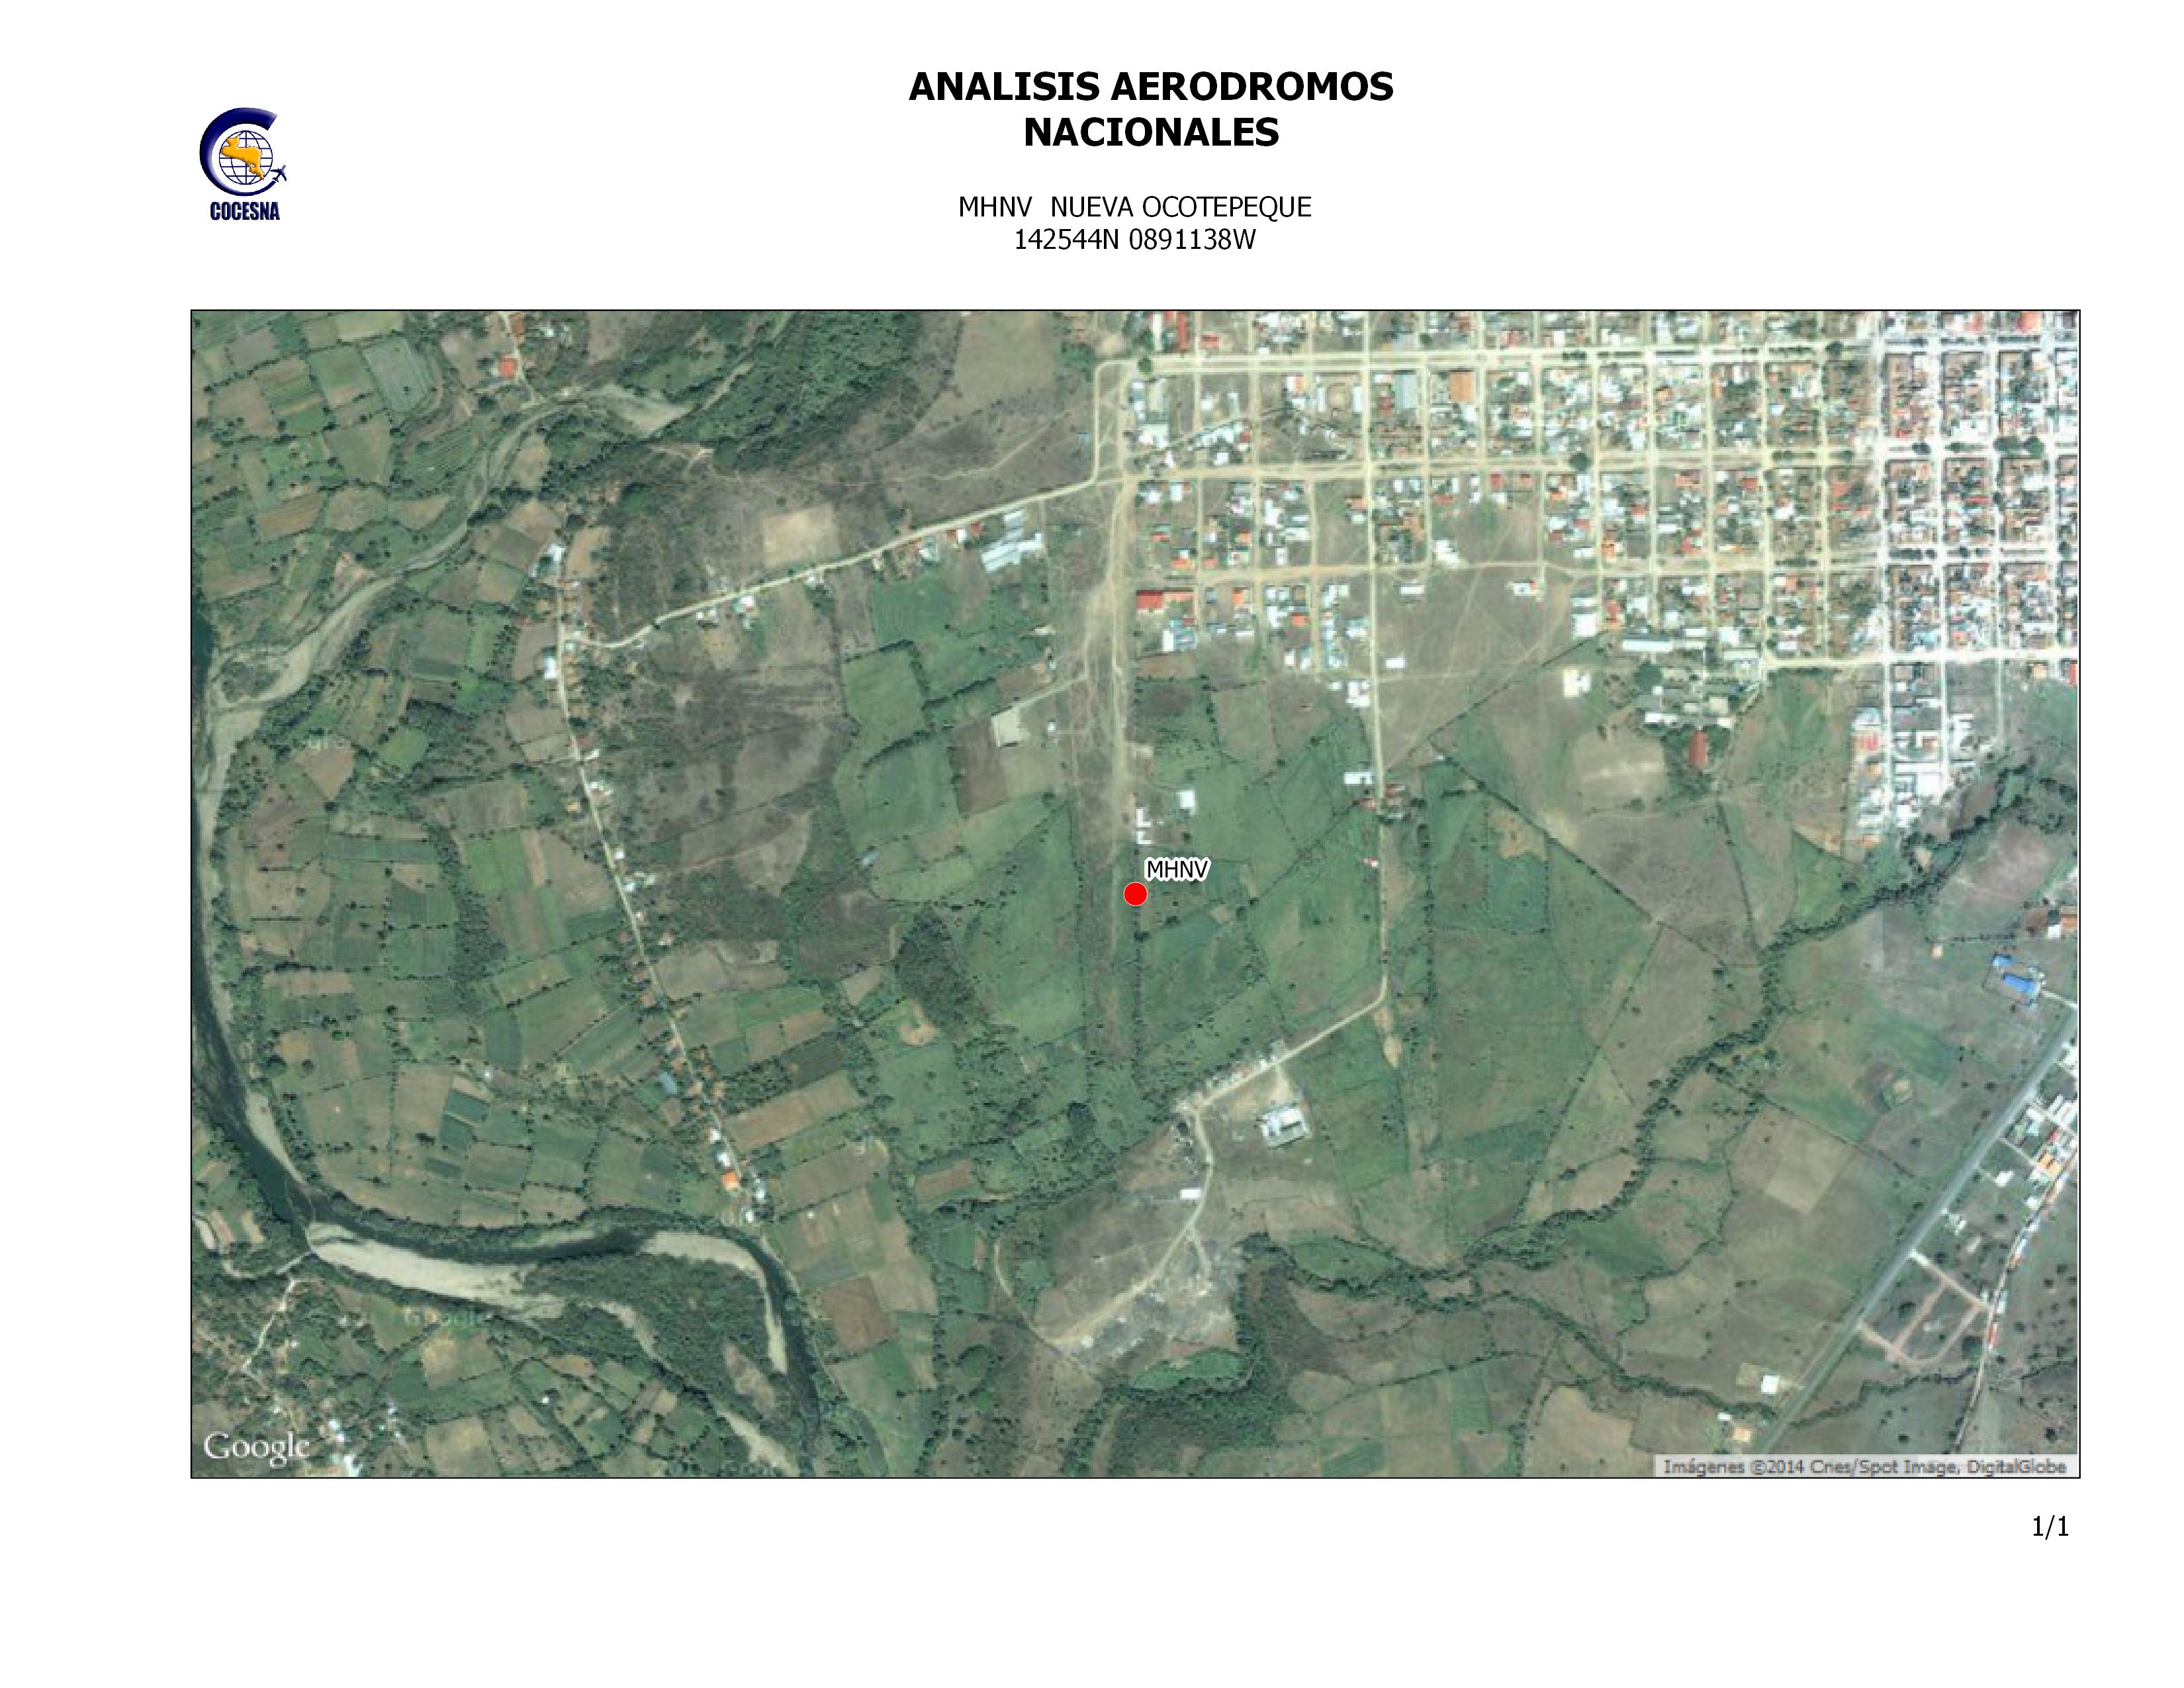 ANALISIS AERODROMOS
NACIONALES
COCESNA
MHNV NUEVA OCOTEPEQUE
142544N 0891138W
MHNV
Google
Imágenes ©2014 Cnes/Spot Image, DigitalGlobe
1/1